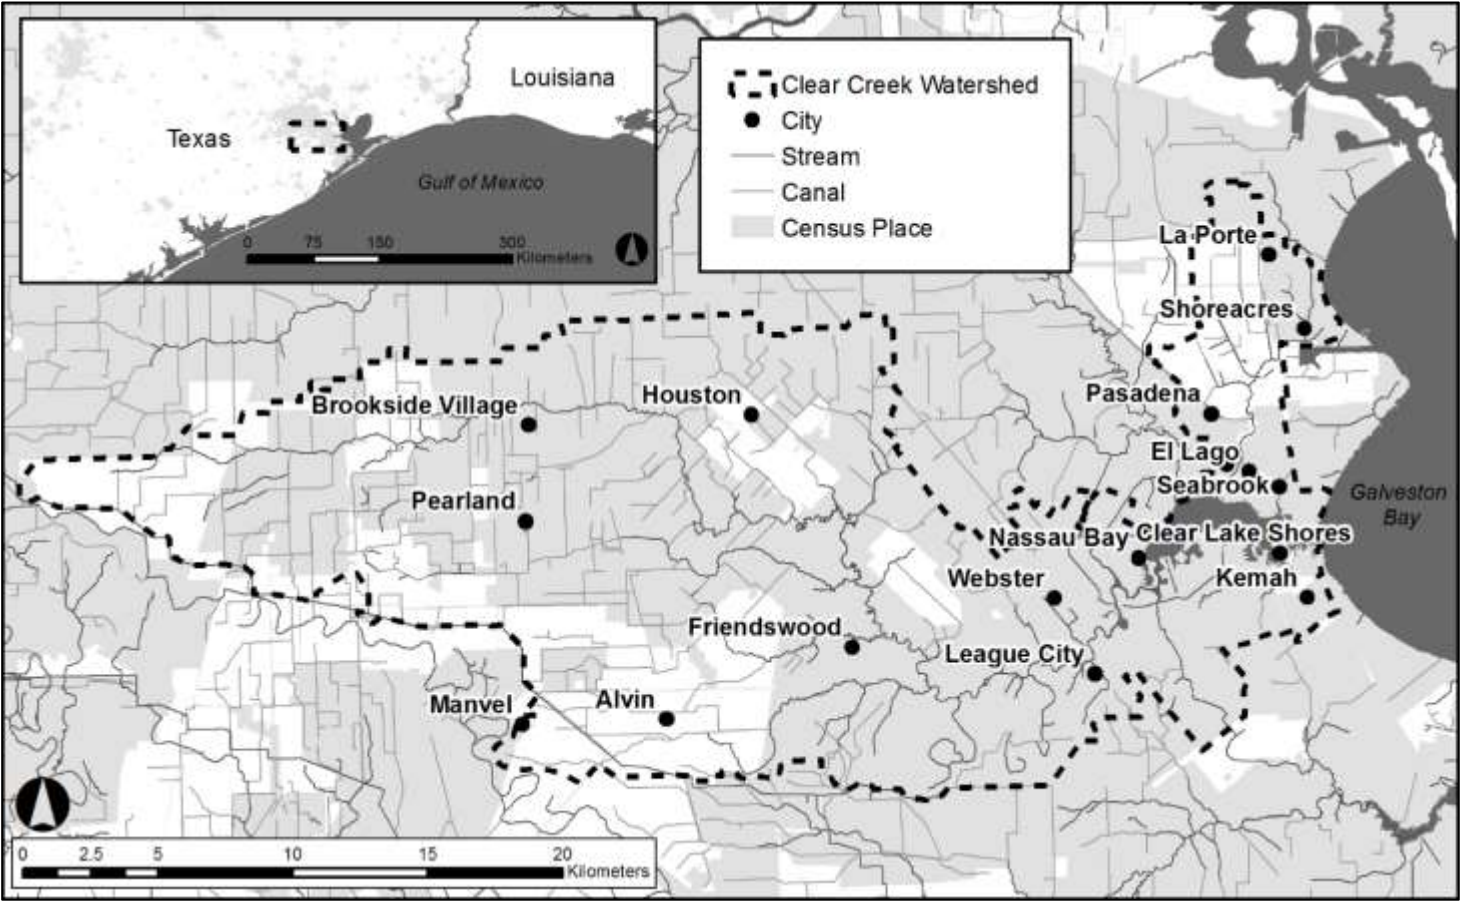 Louisiana
Texas
Gulf of Mexico
0 75 150 300
Kilometers
Clear Creek Watershed
City
Stream
Canal
Census Place
La Porte
Shoreacres
Pasadena
Houston
Brookside Village
El Lago
Seabrook
Galveston
Bay
Pearland
Nassau Bay
Clear Lake Shores
Webster
Kemah
Friendswood
League City
Manvel
Alvin
0 2.5 5 10 15 20
Kilometers